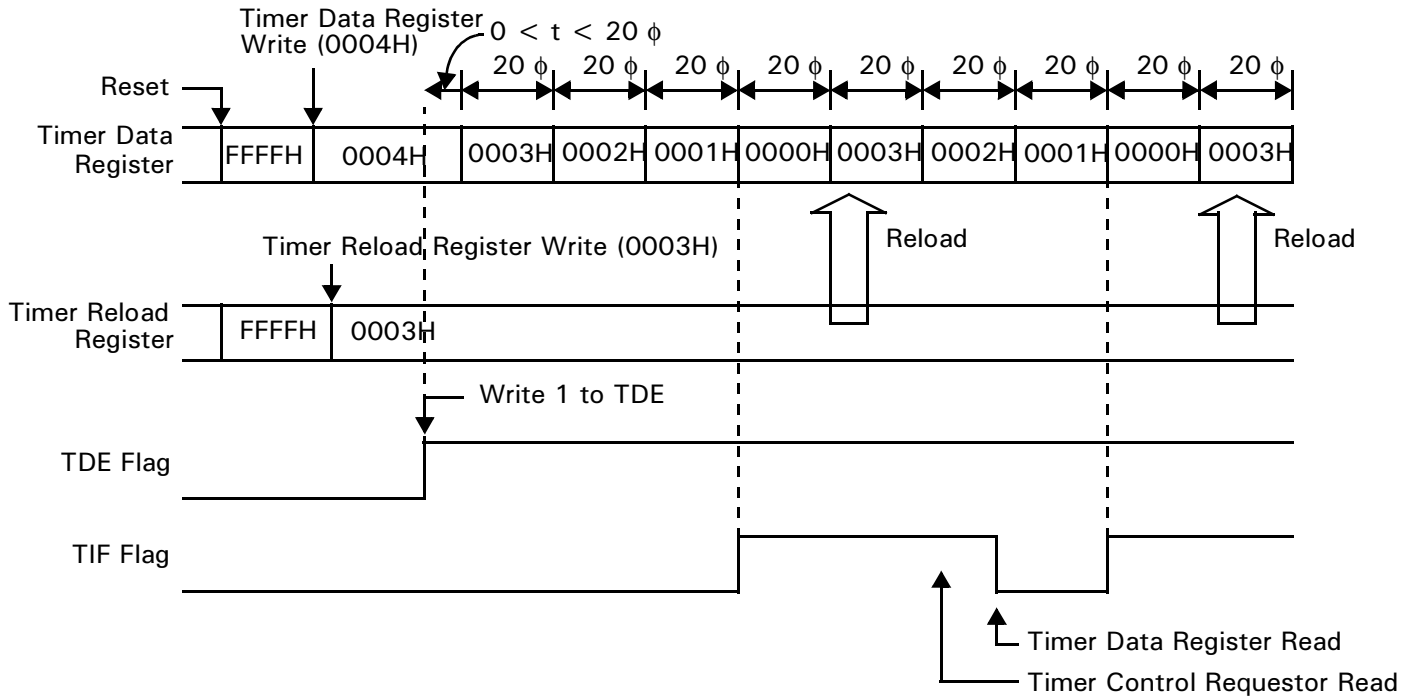 Timer Data Register
Write (0004H)
0 < t < 20 ϕ
20 ϕ 20 ϕ 20 ϕ 20 ϕ 20 ϕ 20 ϕ 20 ϕ 20 ϕ 20 ϕ
Reset
Timer Data
Register
FFFFH 0004H 0003H 0002H 0001H 0000H 0003H 0002H 0001H 0000H 0003H
Reload
Reload
Timer Reload Register Write (0003H)
Timer Reload
Register
FFFFH 0003H
Write 1 to TDE
TDE Flag
TIF Flag
Timer Data Register Read
Timer Control Requestor Read